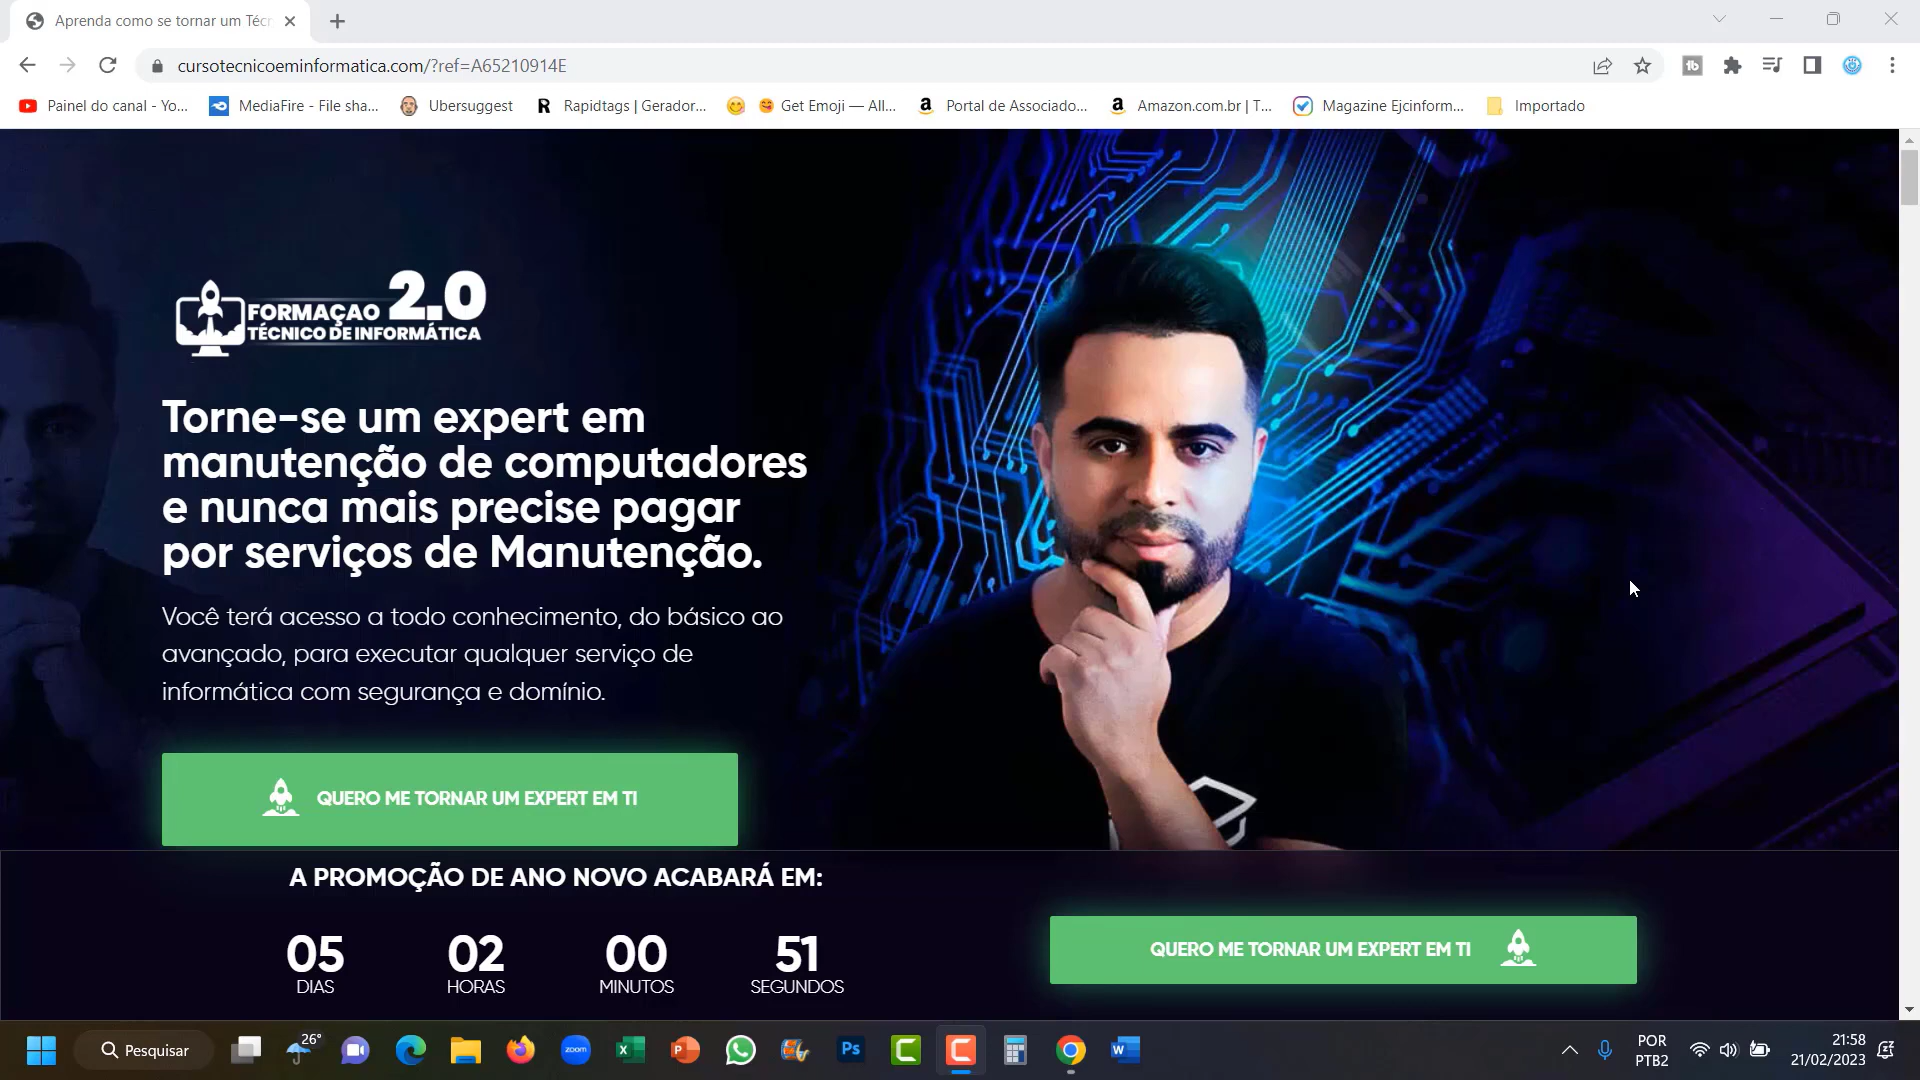 Aprenda como se tornar um Técn
cursotecnicoeminformatica.com/?ref=A65210914E
Painel do canal - Yo...
MediaFire - File sha...
Ubersuggest
Rapidtags | Gerador...
Get Emoji — All...
Portal de Associado...
Amazon.com.br | T...
Magazine Ejcinform...
Importado
FORMAÇAO 2.0
TÉCNICO DE INFORMÁTICA
Torne-se um expert em
manutenção de computadores
e nunca mais precise pagar
por serviços de Manutenção.
Você terá acesso a todo conhecimento, do básico ao
avançado, para executar qualquer serviço de
informática com segurança e domínio.
QUERO ME TORNAR UM EXPERT EM TI
A PROMOÇÃO DE ANO NOVO ACABARÁ EM:
05 02 00 51
DIAS HORAS MINUTOS SEGUNDOS
QUERO ME TORNAR UM EXPERT EM TI
Pesquisar
26°
zoom
Ps
POR
PTB2
21:58
21/02/2023